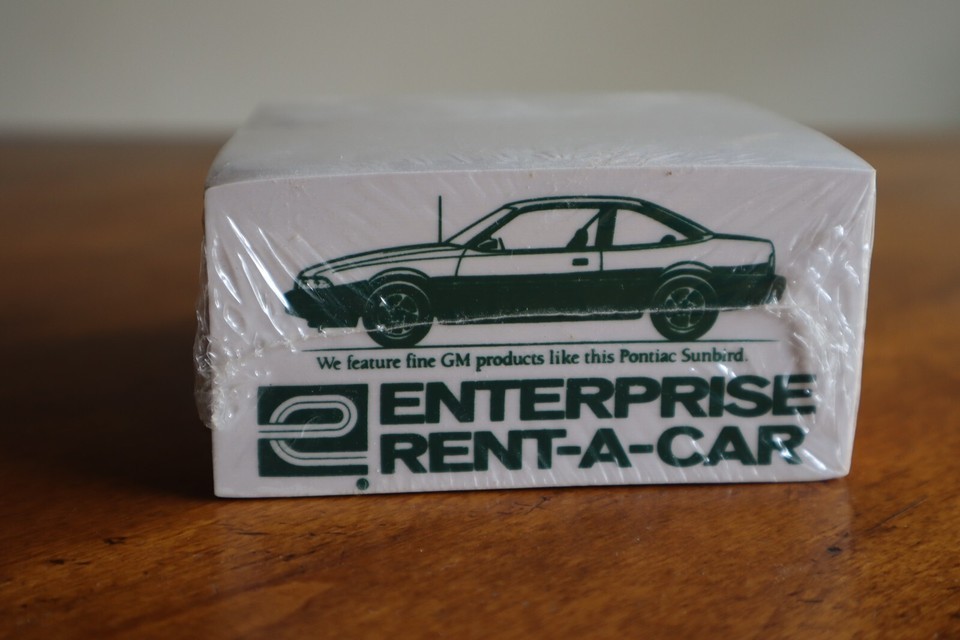 We feature fine GM products like this Pontiac Sunbird.
ENTERPRISE
RENT-A-CAR
®